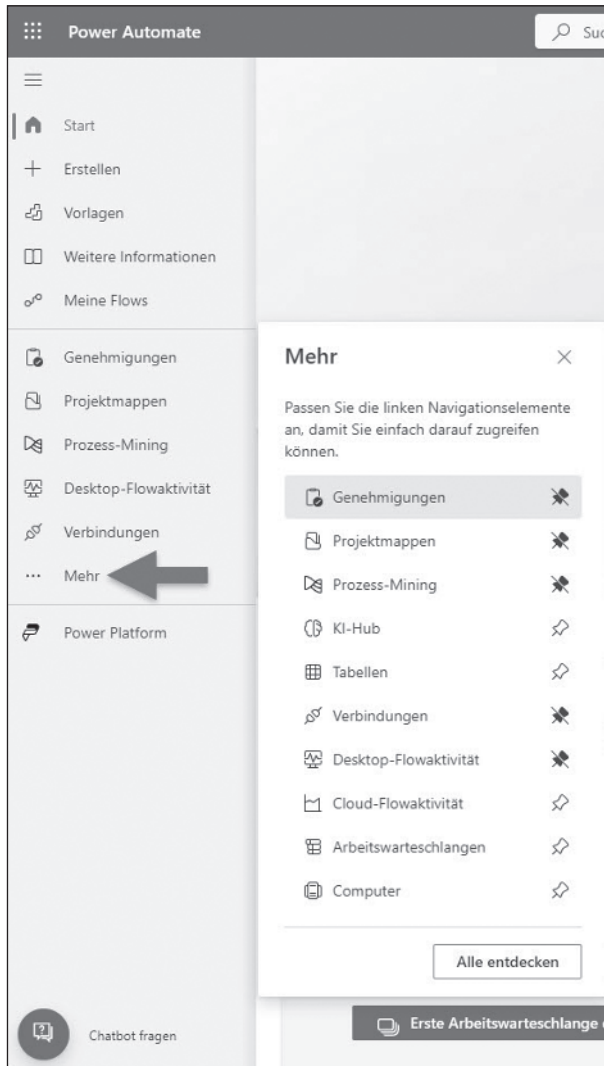 Power Automate
Start
Erstellen
Vorlagen
Weitere Informationen
Meine Flows
Genehmigungen
Projektmappen
Prozess-Mining
Desktop-Flowaktivität
Verbindungen
Mehr
Power Platform
Chatbot fragen
Mehr
Passen Sie die linken Navigationselemente
an, damit Sie einfach darauf zugreifen
können.
Genehmigungen
Projektmappen
Prozess-Mining
KI-Hub
Tabellen
Verbindungen
Desktop-Flowaktivität
Cloud-Flowaktivität
Arbeitswarteschlangen
Computer
Alle entdecken
Erste Arbeitswarteschlange